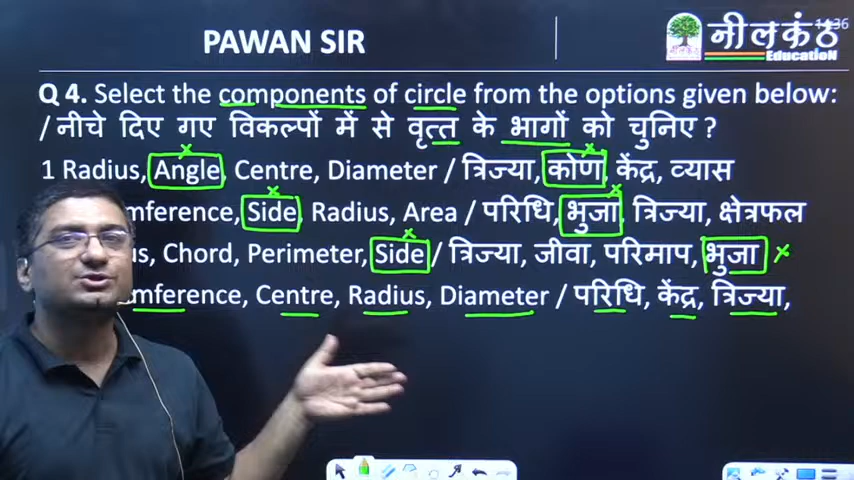 PAWAN SIR
नीलकंठ
EducatioN
Q 4. Select the components of circle from the options given below:
/ नीचे दिए गए विकल्पों में से वृत्त के भागों को चुनिए ?
1 Radius, Angle, Centre, Diameter / त्रिज्या, कोण, केंद्र, व्यास
mference, Side, Radius, Area / परिधि, भुजा, त्रिज्या, क्षेत्रफल
us, Chord, Perimeter, Side / त्रिज्या, जीवा, परिमाप, भुजा
mference, Centre, Radius, Diameter / परिधि, केंद्र, त्रिज्या,